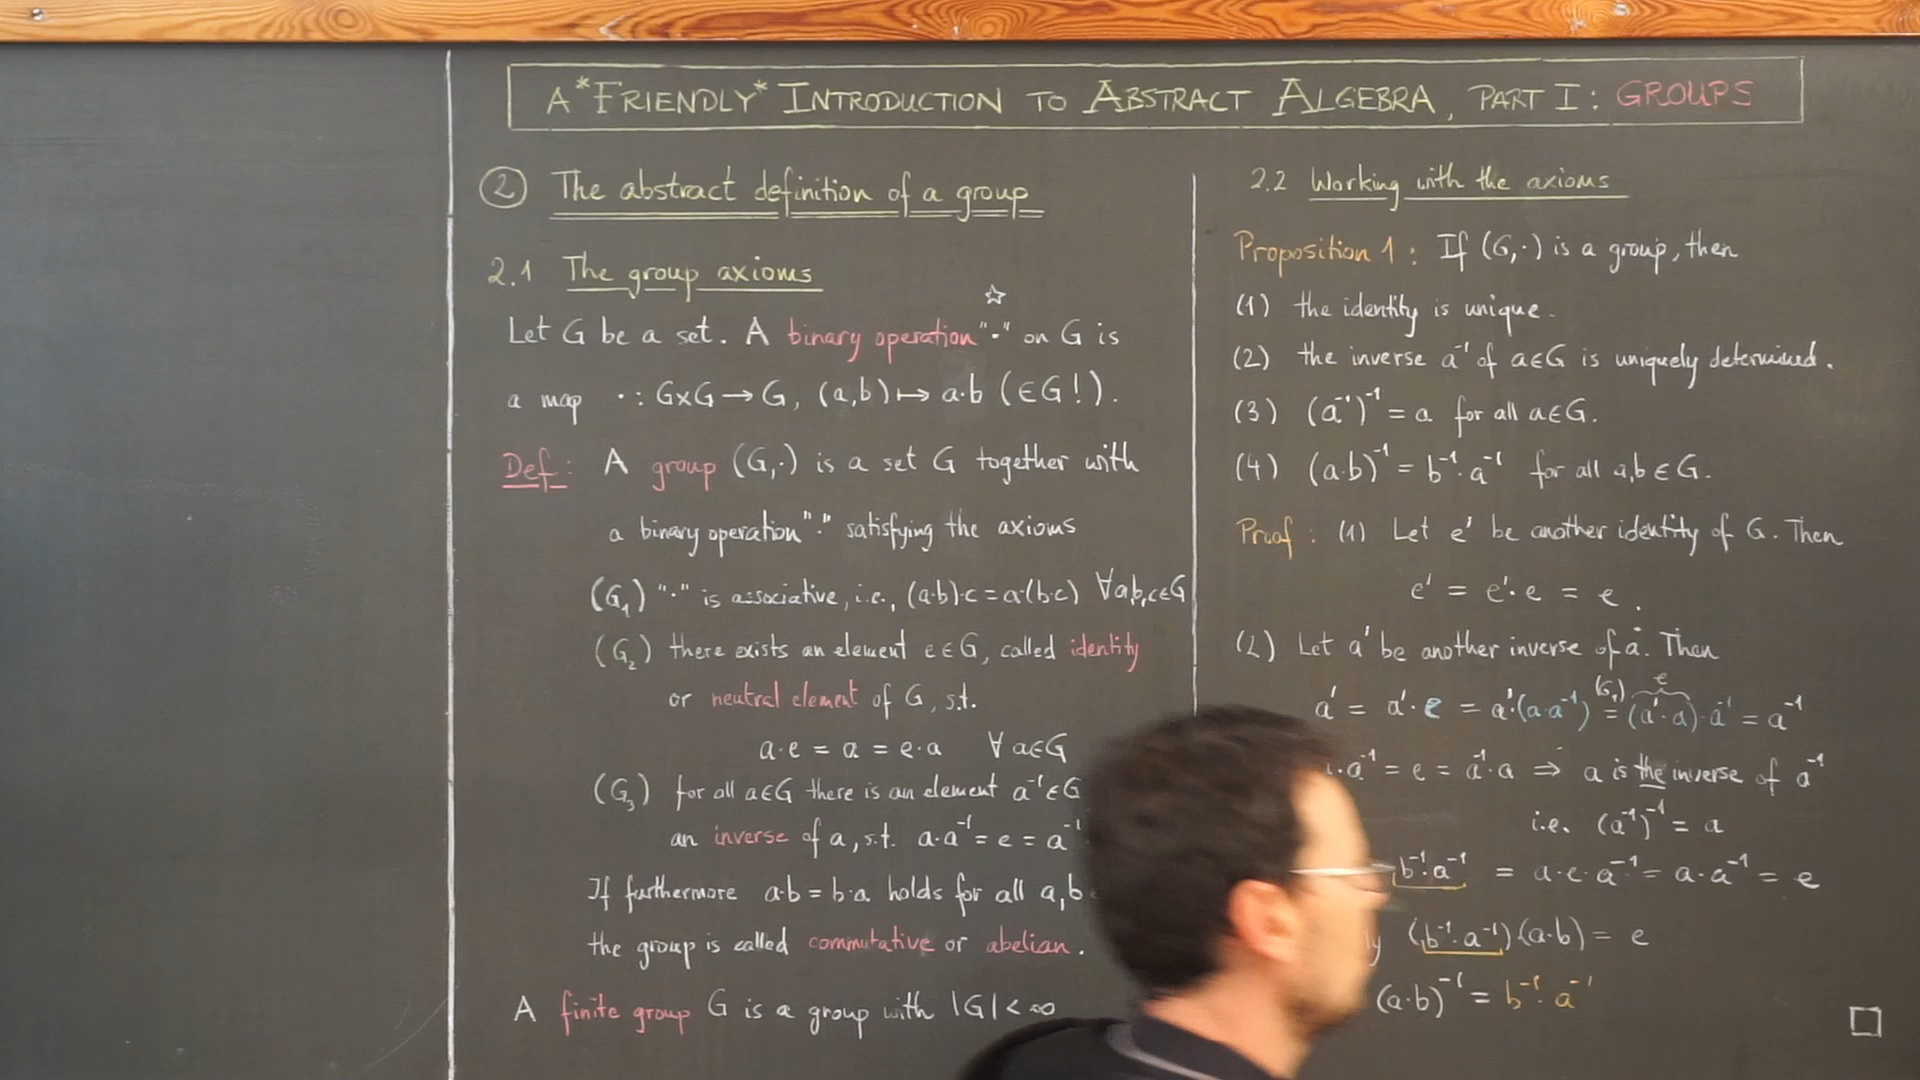 A *FRIENDLY* INTRODUCTION TO ABSTRACT ALGEBRA, PART I: GROUPS
② The abstract definition of a group
2.1 The group axioms
☆
Let G be a set. A binary operation "·" on G is
a map · : G×G → G, (a,b) ↦ a·b (∈G!).
Def: A group (G,·) is a set G together with
a binary operation "·" satisfying the axioms
(G₁) "·" is associative, i.e., (a·b)·c = a·(b·c) ∀a,b,c∈G
(G₂) there exists an element e∈G, called identity
or neutral element of G, s.t.
a·e = a = e·a ∀ a∈G
(G₃) for all a∈G there is an element a⁻¹∈G
an inverse of a, s.t. a·a⁻¹ = e = a⁻¹
If furthermore a·b = b·a holds for all a, b
the group is called commutative or abelian.
A finite group G is a group with |G| < ∞
2.2 Working with the axioms
Proposition 1: If (G,·) is a group, then
(1) the identity is unique.
(2) the inverse a⁻¹ of a∈G is uniquely determined.
(3) (a⁻¹)⁻¹ = a for all a∈G.
(4) (a·b)⁻¹ = b⁻¹·a⁻¹ for all a,b∈G.
Proof: (1) Let e' be another identity of G. Then
e' = e'·e = e.
(2) Let a' be another inverse of a. Then
(G₁) e
a' = a'·e = a'·(a·a⁻¹) = (a'·a)·a⁻¹ = a⁻¹
·a⁻¹ = e = a⁻¹·a ⇒ a is the inverse of a⁻¹
i.e. (a⁻¹)⁻¹ = a
b⁻¹·a⁻¹ = a·e·a⁻¹ = a·a⁻¹ = e
(b⁻¹·a⁻¹)·(a·b) = e
(a·b)⁻¹ = b⁻¹·a⁻¹
□